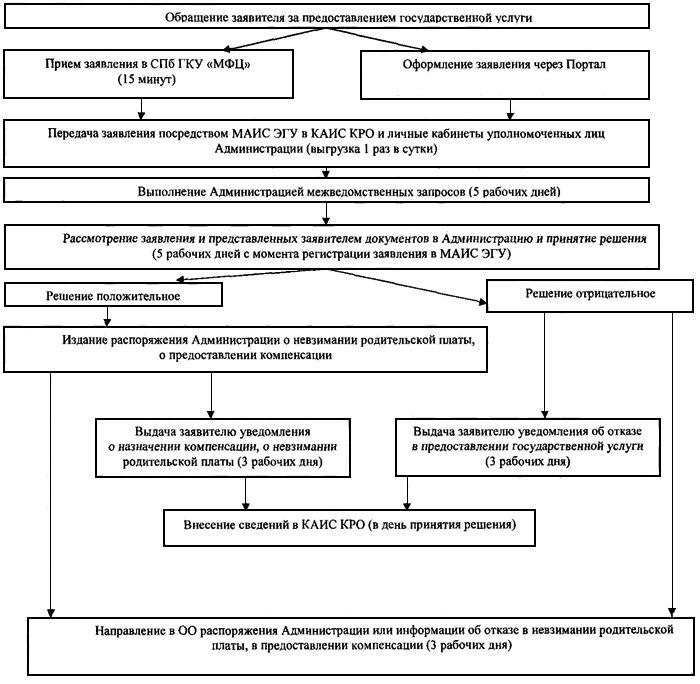 Обращение заявителя за предоставлением государственной услуги
Прием заявления в СПб ГКУ «МФЦ»
(15 минут)
Оформление заявления через Портал
Передача заявления посредством МАИС ЭГУ в КАИС КРО и личные кабинеты уполномоченных лиц
Администрации (выгрузка 1 раз в сутки)
Выполнение Администрацией межведомственных запросов (5 рабочих дней)
Рассмотрение заявления и представленных заявителем документов в Администрацию и принятие решения
(5 рабочих дней с момента регистрации заявления в МАИС ЭГУ)
Решение положительное
Решение отрицательное
Издание распоряжения Администрации о невзимании родительской платы,
о предоставлении компенсации
Выдача заявителю уведомления
о назначении компенсации, о невзимании
родительской платы (3 рабочих дня)
Выдача заявителю уведомления об отказе
в предоставлении государственной услуги
(3 рабочих дня)
Внесение сведений в КАИС КРО (в день принятия решения)
Направление в ОО распоряжения Администрации или информации об отказе в невзимании родительской
платы, в предоставлении компенсации (3 рабочих дня)